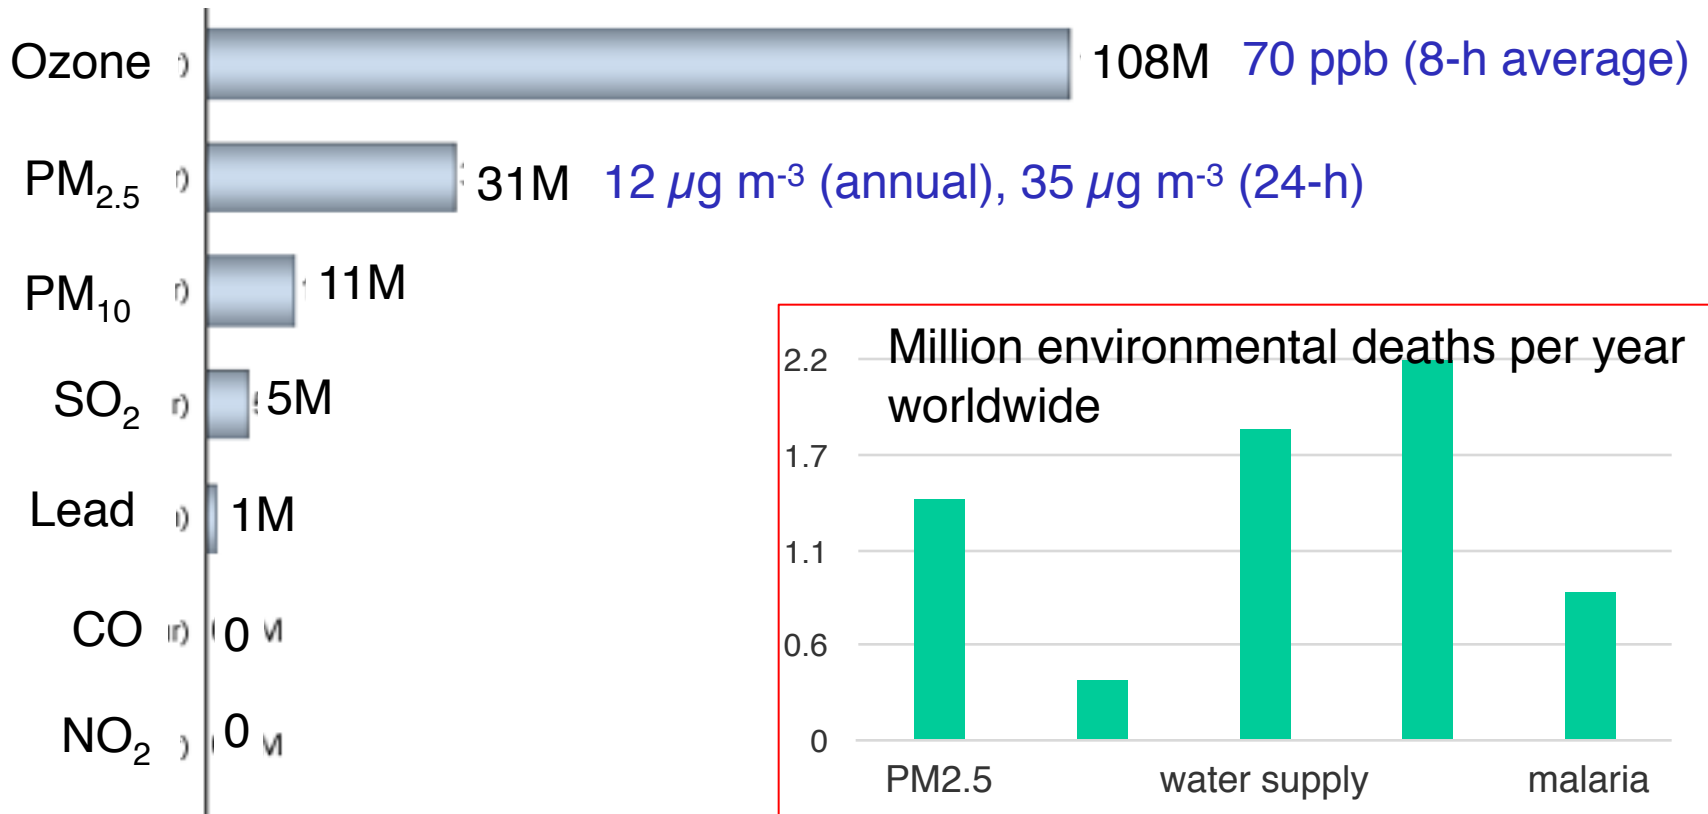 Ozone 108M 70 ppb (8-h average)
PM2.5 31M 12 µg m-3 (annual), 35 µg m-3 (24-h)
PM10 11M
SO2 5M
Lead 1M
CO 0
NO2 0
Million environmental deaths per year
worldwide
2.2
1.7
1.1
0.6
0
PM2.5 water supply malaria